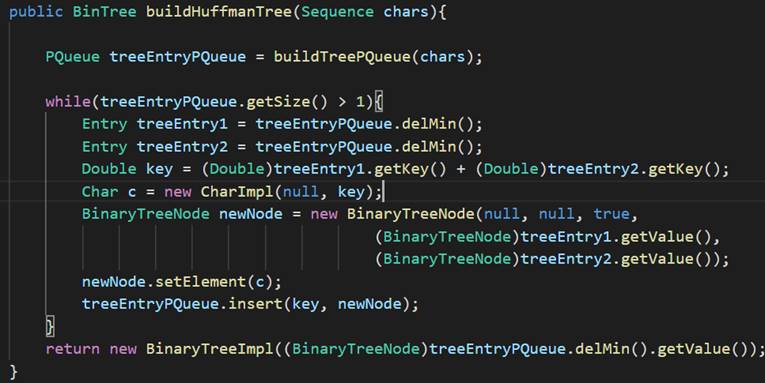 public BinTree buildHuffmanTree(Sequence chars){
PQueue treeEntryPQueue = buildTreePQueue(chars);
while(treeEntryPQueue.getSize() > 1){
Entry treeEntry1 = treeEntryPQueue.delMin();
Entry treeEntry2 = treeEntryPQueue.delMin();
Double key = (Double)treeEntry1.getKey() + (Double)treeEntry2.getKey();
Char c = new CharImpl(null, key);
BinaryTreeNode newNode = new BinaryTreeNode(null, null, true,
(BinaryTreeNode)treeEntry1.getValue(),
(BinaryTreeNode)treeEntry2.getValue());
newNode.setElement(c);
treeEntryPQueue.insert(key, newNode);
}
return new BinaryTreeImpl((BinaryTreeNode)treeEntryPQueue.delMin().getValue());
}